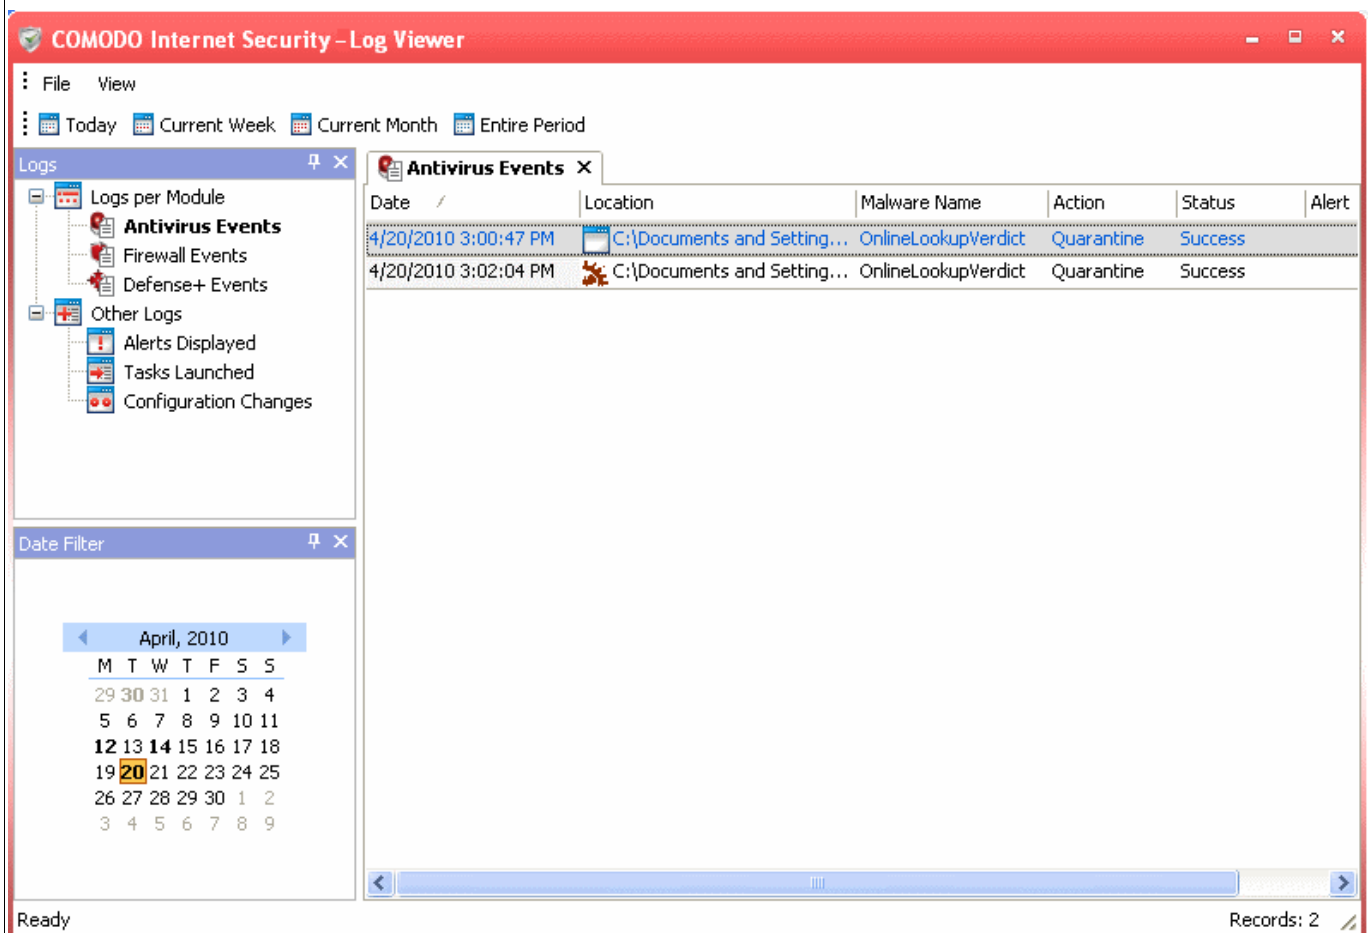 COMODO Internet Security – Log Viewer
File View
Today Current Week Current Month Entire Period
Logs
Logs per Module
Antivirus Events
Firewall Events
Defense+ Events
Other Logs
Alerts Displayed
Tasks Launched
Configuration Changes
Date Filter
April, 2010
M T W T F S S
29 30 31 1 2 3 4
5 6 7 8 9 10 11
12 13 14 15 16 17 18
19 20 21 22 23 24 25
26 27 28 29 30 1 2
3 4 5 6 7 8 9
Antivirus Events
Date Location Malware Name Action Status Alert
4/20/2010 3:00:47 PM C:\Documents and Setting... OnlineLookupVerdict Quarantine Success
4/20/2010 3:02:04 PM C:\Documents and Setting... OnlineLookupVerdict Quarantine Success
Ready Records: 2